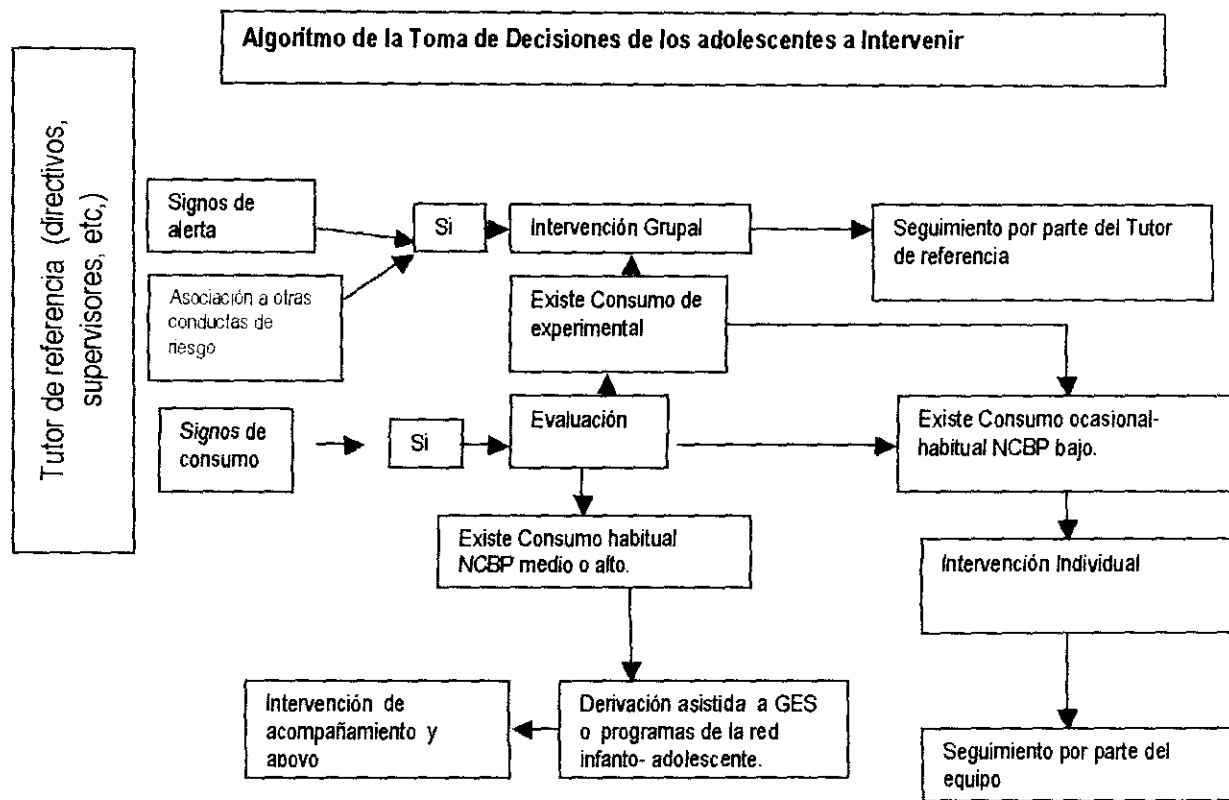 Algoritmo de la Toma de Decisiones de los adolescentes a Intervenir
Tutor de referencia (directivos,
supervisores, etc,)
Signos de
alerta
Si
Intervención Grupal
Seguimiento por parte del Tutor
de referencia
Asociación a otras
conductas de
riesgo
Existe Consumo de
experimental
Signos de
consumo
Si
Evaluación
Existe Consumo ocasional-
habitual NCBP bajo.
Existe Consumo habitual
NCBP medio o alto.
Intervención Individual
Intervención de
acompañamiento y
apoyo
Derivación asistida a GES
o programas de la red
infanto- adolescente.
Seguimiento por parte del
equipo